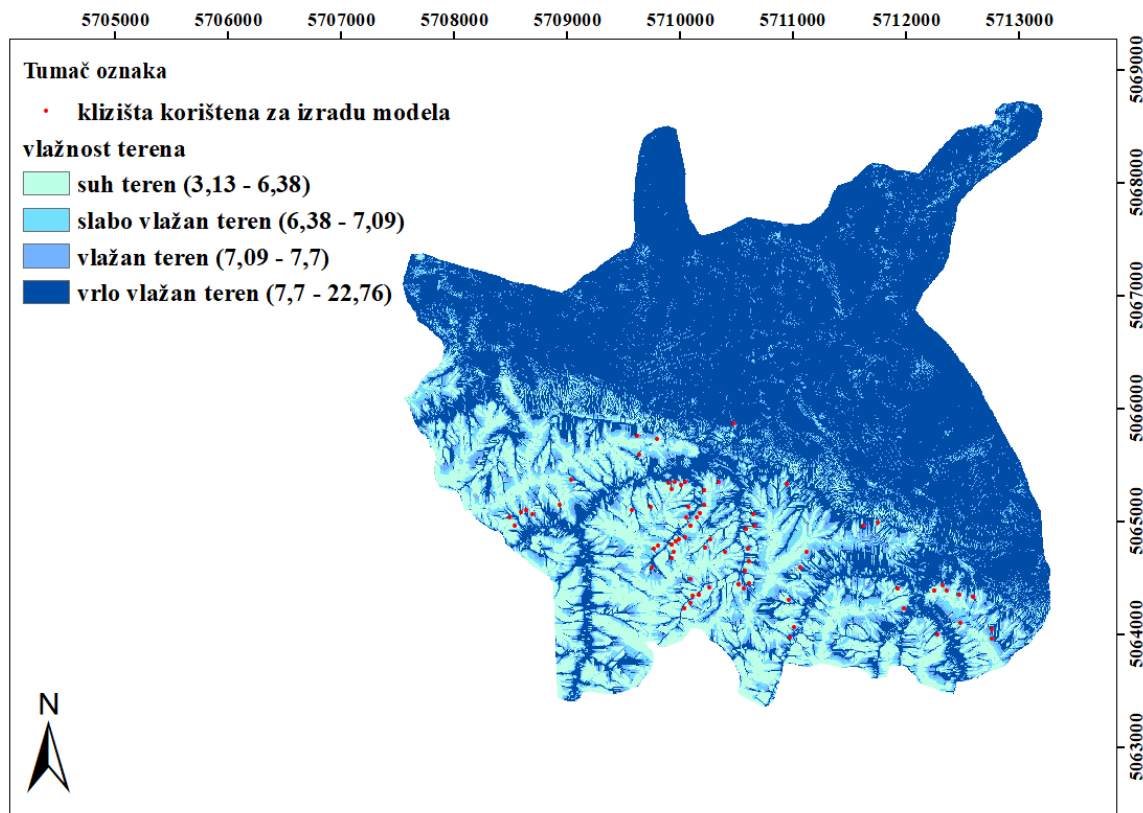 5705000 5706000 5707000 5708000 5709000 5710000 5711000 5712000 5713000
Tumač oznaka
klizišta korištena za izradu modela
vlažnost terena
suh teren (3,13 - 6,38)
slabo vlažan teren (6,38 - 7,09)
vlažan teren (7,09 - 7,7)
vrlo vlažan teren (7,7 - 22,76)
5069000
5068000
5067000
5066000
5065000
5064000
5063000
N